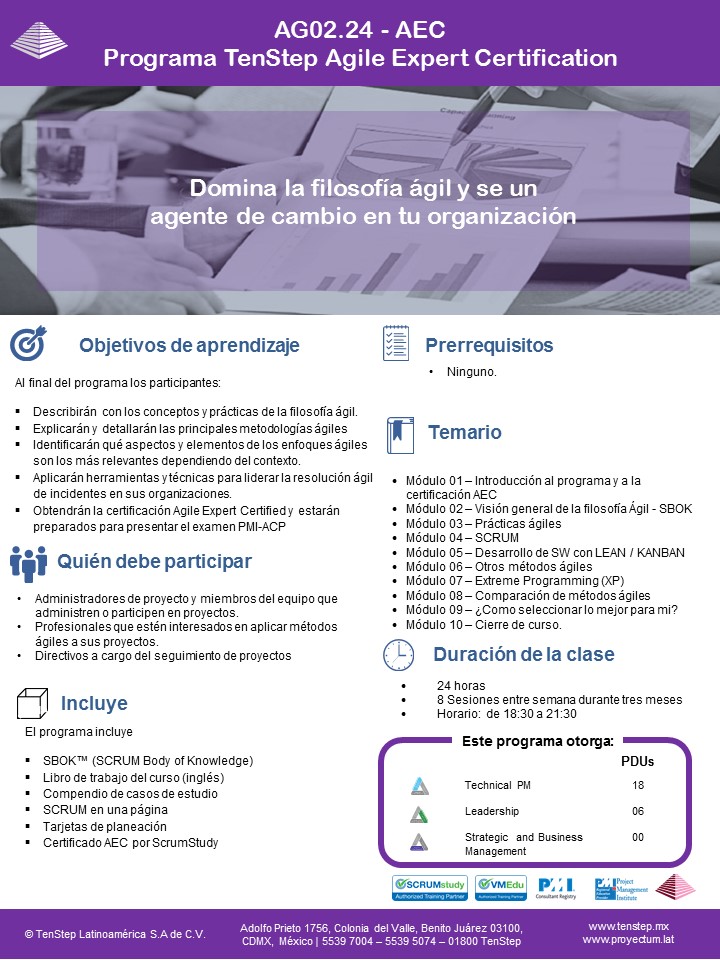 AG02.24 - AEC
Programa TenStep Agile Expert Certification
Domina la filosofía ágil y se un
agente de cambio en tu organización
Objetivos de aprendizaje
Al final del programa los participantes:
▪ Describirán con los conceptos y prácticas de la filosofía ágil.
▪ Explicarán y detallarán las principales metodologías ágiles
▪ Identificarán qué aspectos y elementos de los enfoques ágiles
son los más relevantes dependiendo del contexto.
▪ Aplicarán herramientas y técnicas para liderar la resolución ágil
de incidentes en sus organizaciones.
▪ Obtendrán la certificación Agile Expert Certified y estarán
preparados para presentar el examen PMI-ACP
Quién debe participar
• Administradores de proyecto y miembros del equipo que
administren o participen en proyectos.
• Profesionales que estén interesados en aplicar métodos
ágiles a sus proyectos.
• Directivos a cargo del seguimiento de proyectos
Incluye
El programa incluye
▪ SBOK™ (SCRUM Body of Knowledge)
▪ Libro de trabajo del curso (inglés)
▪ Compendio de casos de estudio
▪ SCRUM en una página
▪ Tarjetas de planeación
▪ Certificado AEC por ScrumStudy
Prerrequisitos
• Ninguno.
Temario
• Módulo 01 – Introducción al programa y a la
certificación AEC
• Módulo 02 – Visión general de la filosofía Ágil - SBOK
• Módulo 03 – Prácticas ágiles
• Módulo 04 – SCRUM
• Módulo 05 – Desarrollo de SW con LEAN / KANBAN
• Módulo 06 – Otros métodos ágiles
• Módulo 07 – Extreme Programming (XP)
• Módulo 08 – Comparación de métodos ágiles
• Módulo 09 – ¿Como seleccionar lo mejor para mi?
• Módulo 10 – Cierre de curso.
Duración de la clase
• 24 horas
• 8 Sesiones entre semana durante tres meses
• Horario: de 18:30 a 21:30
Este programa otorga:
PDUs
Technical PM 18
Leadership 06
Strategic and Business 00
Management
SCRUMstudy
Authorized Training Partner
VMEdu
Authorized Training Partner
PMI
Consultant Registry
Project
Management
Institute
© TenStep Latinoamérica S.A de C.V.
Adolfo Prieto 1756, Colonia del Valle, Benito Juárez 03100,
CDMX, México | 5539 7004 – 5539 5074 – 01800 TenStep
www.tenstep.mx
www.proyectum.lat